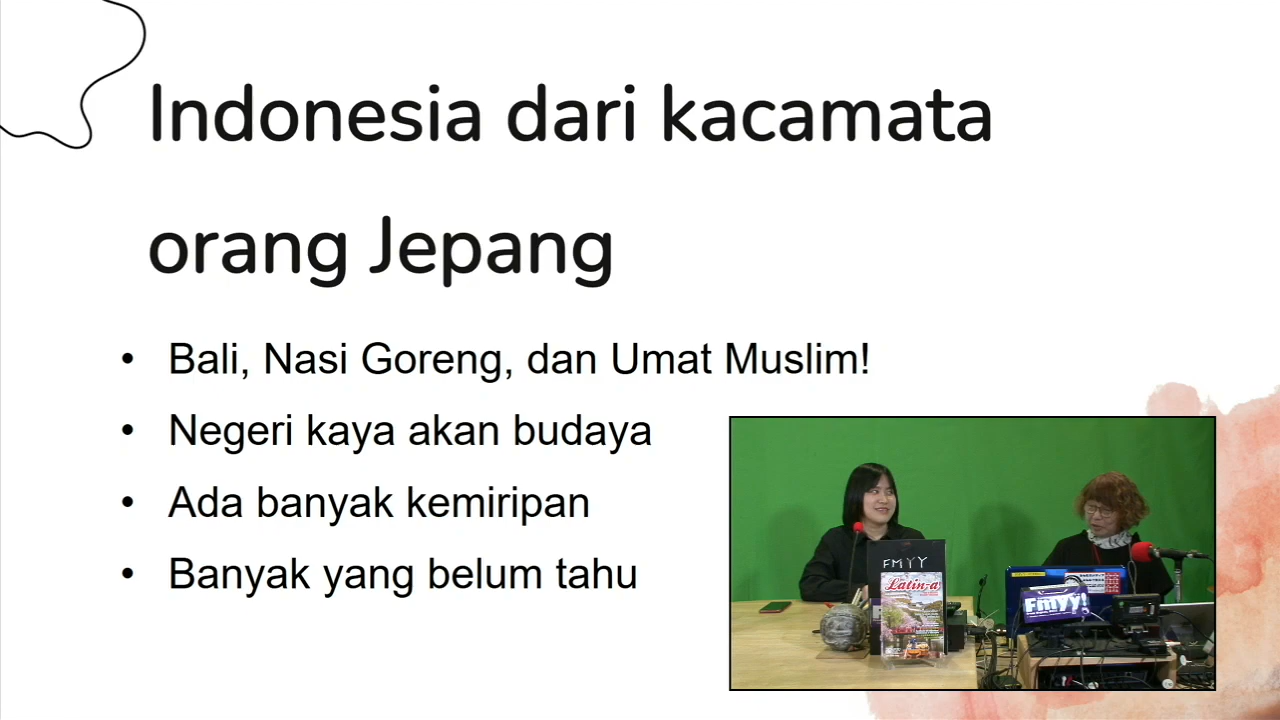 Indonesia dari kacamata
orang Jepang
• Bali, Nasi Goreng, dan Umat Muslim!
• Negeri kaya akan budaya
• Ada banyak kemiripan
• Banyak yang belum tahu
FMYY
Latin-a
FMYY!